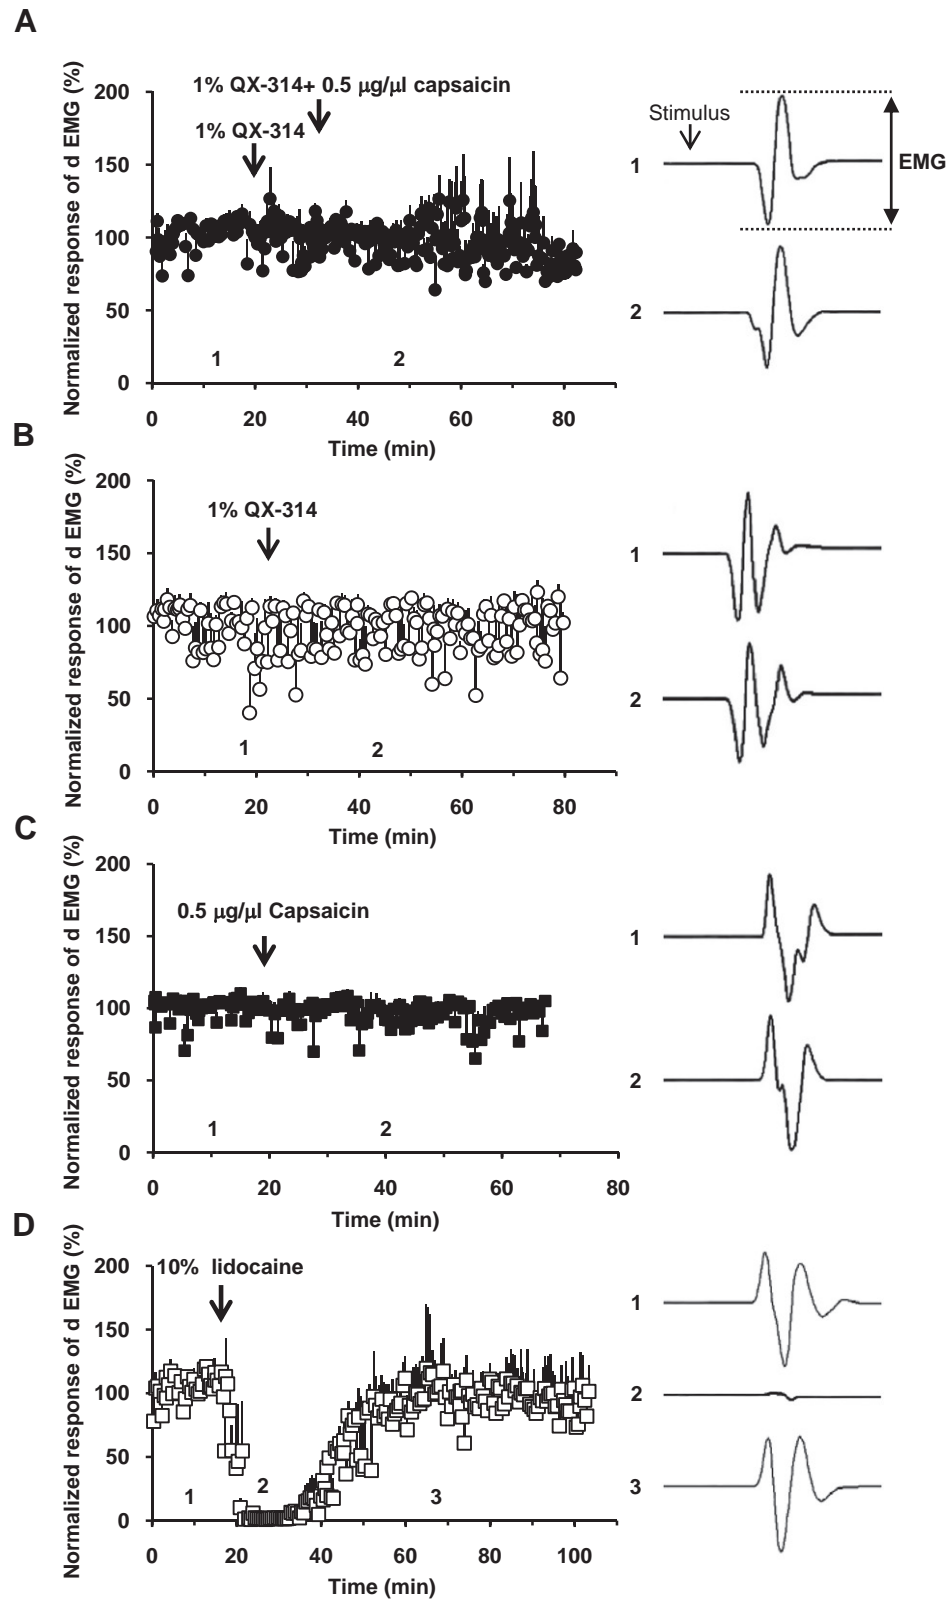 A
Normalized response of d EMG (%)
200
150
100
50
0
1% QX-314+ 0.5 μg/μl capsaicin
1% QX-314
1
2
0 20 40 60 80
Time (min)
Stimulus
1
EMG
2
B
Normalized response of d EMG (%)
200
150
100
50
0
1% QX-314
1
2
0 20 40 60 80
Time (min)
1
2
C
Normalized response of d EMG (%)
200
150
100
50
0
0.5 μg/μl Capsaicin
1
2
0 20 40 60 80
Time (min)
1
2
D
Normalized response of d EMG (%)
200
150
100
50
0
10% lidocaine
1
2
3
0 20 40 60 80 100
Time (min)
1
2
3